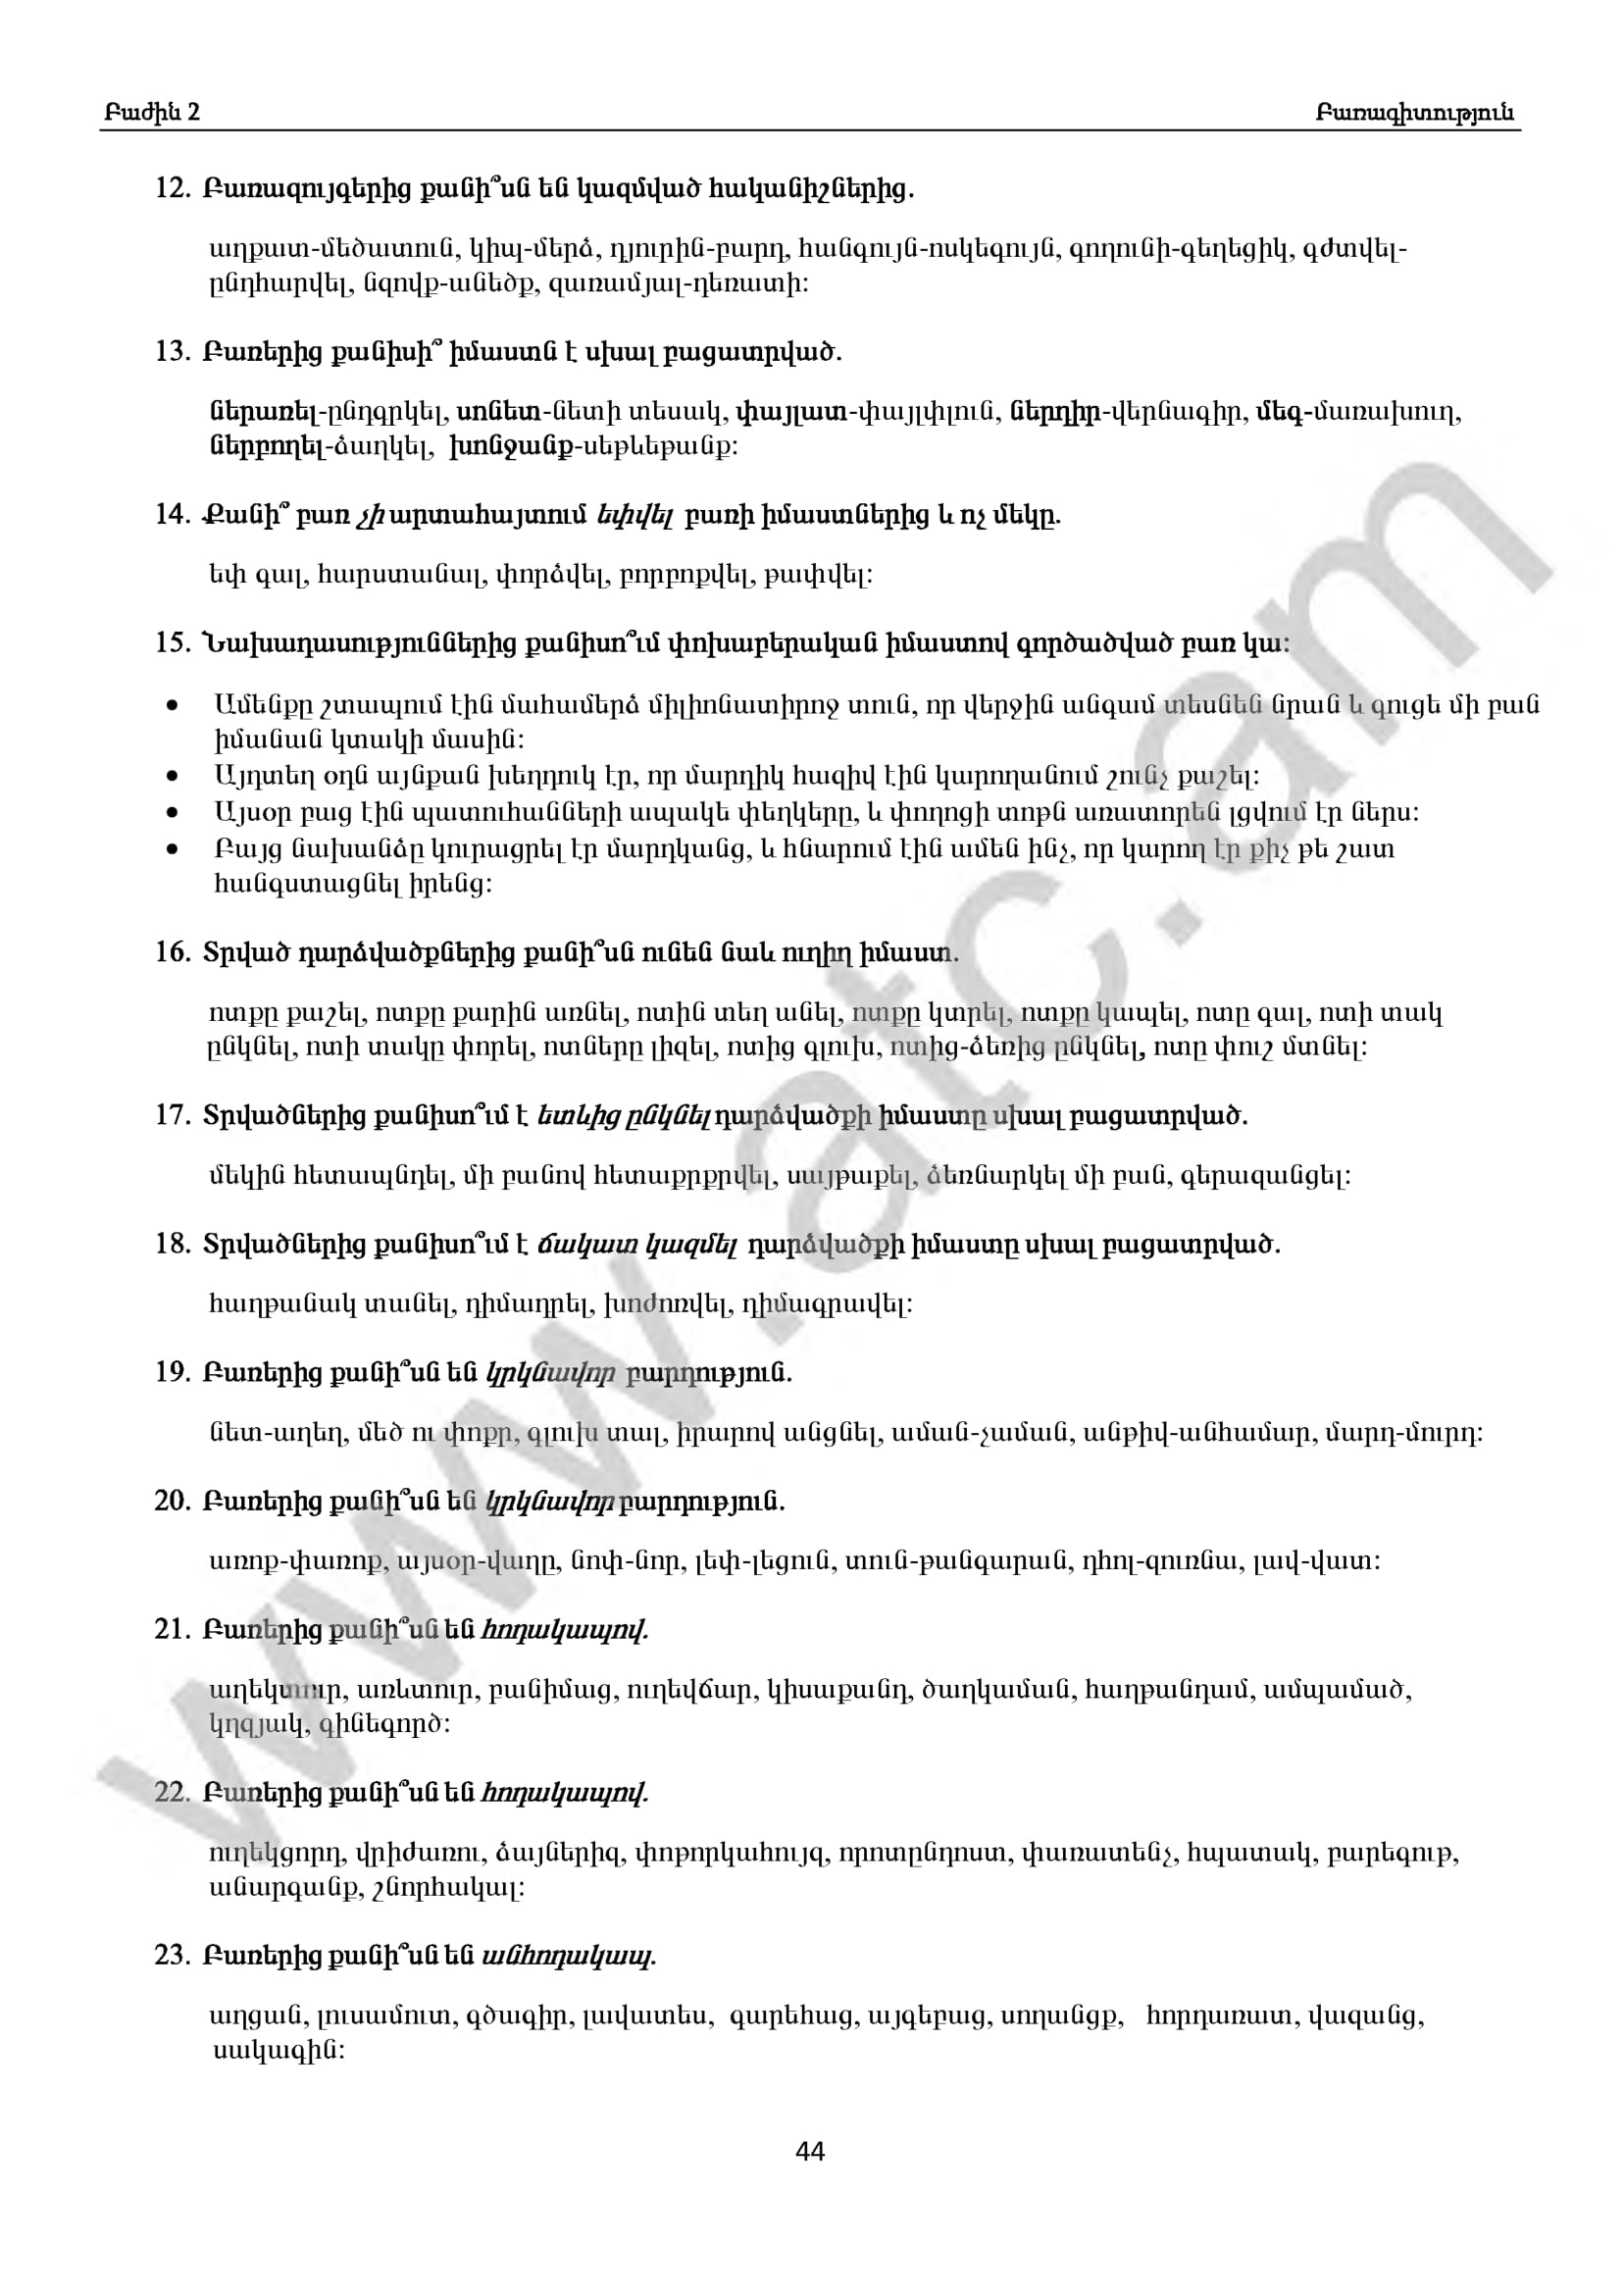 Բաժին 2 Բառագիտություն
12. Բառազույգերից քանի՞սն են կազմված հականիշներից.
աղքատ-մեծատուն, կիպ-մերձ, դյուրին-բարդ, հանգույն-ոսկեգույն, գողունի-գեղեցիկ, գժտվել-
ընդհարվել, նզովք-անեծք, զառամյալ-դեռատի:
13. Բառերից քանիսի՞ իմաստն է սխալ բացատրված.
ներառել-ընդգրկել, սոնետ-նետի տեսակ, փայլատ-փայլփլուն, ներդիր-վերնագիր, մեգ-մառախուղ,
ներբողել-ձաղկել, խոնջանք-սեթևեթանք:
14. Քանի՞ բառ չի արտահայտում եփվել բառի իմաստներից և ոչ մեկը.
եփ գալ, հարստանալ, փորձվել, բորբոքվել, թափվել:
15. Նախադասություններից քանիսո՞ւմ փոխաբերական իմաստով գործածված բառ կա:
• Ամենքը շտապում էին մահամերձ միլիոնատիրոջ տուն, որ վերջին անգամ տեսնեն նրան և գուցե մի բան
իմանան կտակի մասին:
• Այդտեղ օդն այնքան խեղդուկ էր, որ մարդիկ հազիվ էին կարողանում շունչ քաշել:
• Այսօր բաց էին պատուհանների ապակե փեղկերը, և փողոցի տոթն առատորեն լցվում էր ներս:
• Բայց նախանձը կուրացրել էր մարդկանց, և հնարում էին ամեն ինչ, որ կարող էր քիչ թե շատ
հանգստացնել իրենց:
16. Տրված դարձվածքներից քանի՞սն ունեն նաև ուղիղ իմաստ.
ոտքը քաշել, ոտքը քարին առնել, ոտին տեղ անել, ոտքը կտրել, ոտքը կապել, ոտը գալ, ոտի տակ
ընկնել, ոտի տակը փորել, ոտները լիզել, ոտից գլուխ, ոտից-ձեռից ընկնել, ոտը փուշ մտնել:
17. Տրվածներից քանիսո՞ւմ է ետևից ընկնել դարձվածքի իմաստը սխալ բացատրված.
մեկին հետապնդել, մի բանով հետաքրքրվել, սայթաքել, ձեռնարկել մի բան, գերազանցել:
18. Տրվածներից քանիսո՞ւմ է ճակատ կազմել դարձվածքի իմաստը սխալ բացատրված.
հաղթանակ տանել, դիմադրել, խոժոռվել, դիմագրավել:
19. Բառերից քանի՞սն են կրկնավոր բարդություն.
նետ-աղեղ, մեծ ու փոքր, գլուխ տալ, իրարով անցնել, աման-չաման, անթիվ-անհամար, մարդ-մուրդ:
20. Բառերից քանի՞սն են կրկնավոր բարդություն.
առոք-փառոք, այսօր-վաղը, նոփ-նոր, լեփ-լեցուն, տուն-թանգարան, դհոլ-զուռնա, լավ-վատ:
21. Բառերից քանի՞սն են հոդակապով.
աղեկտուր, առևտուր, բանիմաց, ուղեվճար, կիսաքանդ, ծաղկաման, հաղթանդամ, ամպամած,
կղզյակ, գինեգործ:
22. Բառերից քանի՞սն են հոդակապով.
ուղեկցորդ, վրիժառու, ձայներիզ, փոթորկահույզ, որոտընդոստ, փառատենչ, հպատակ, բարեգութ,
անարգանք, շնորհակալ:
23. Բառերից քանի՞սն են անհոդակապ.
աղցան, լուսամուտ, գծագիր, լավատես, գարեհաց, այգեբաց, սողանցք, հորդառատ, վազանց,
սակագին:
44
www.atc.am